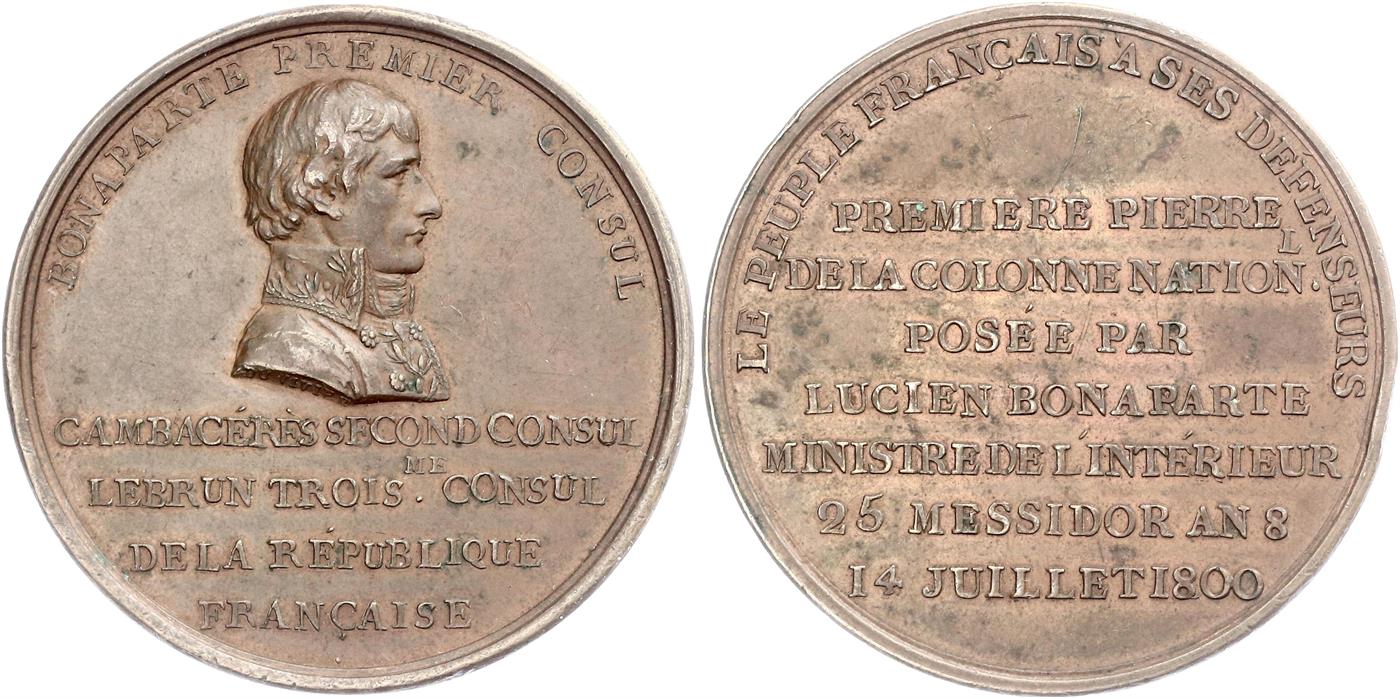 BONAPARTE PREMIER CONSUL
CAMBACÉRÈS SECOND CONSUL
LEBRUN TROIS.ME CONSUL
DE LA RÉPUBLIQUE
FRANÇAISE
LE PEUPLE FRANÇAIS À SES DÉFENSEURS
PREMIERE PIERRE
DE LA COLONNE NATION.L
POSÉE PAR
LUCIEN BONAPARTE
MINISTRE DE L'INTÉRIEUR
25 MESSIDOR AN 8
14 JUILLET 1800